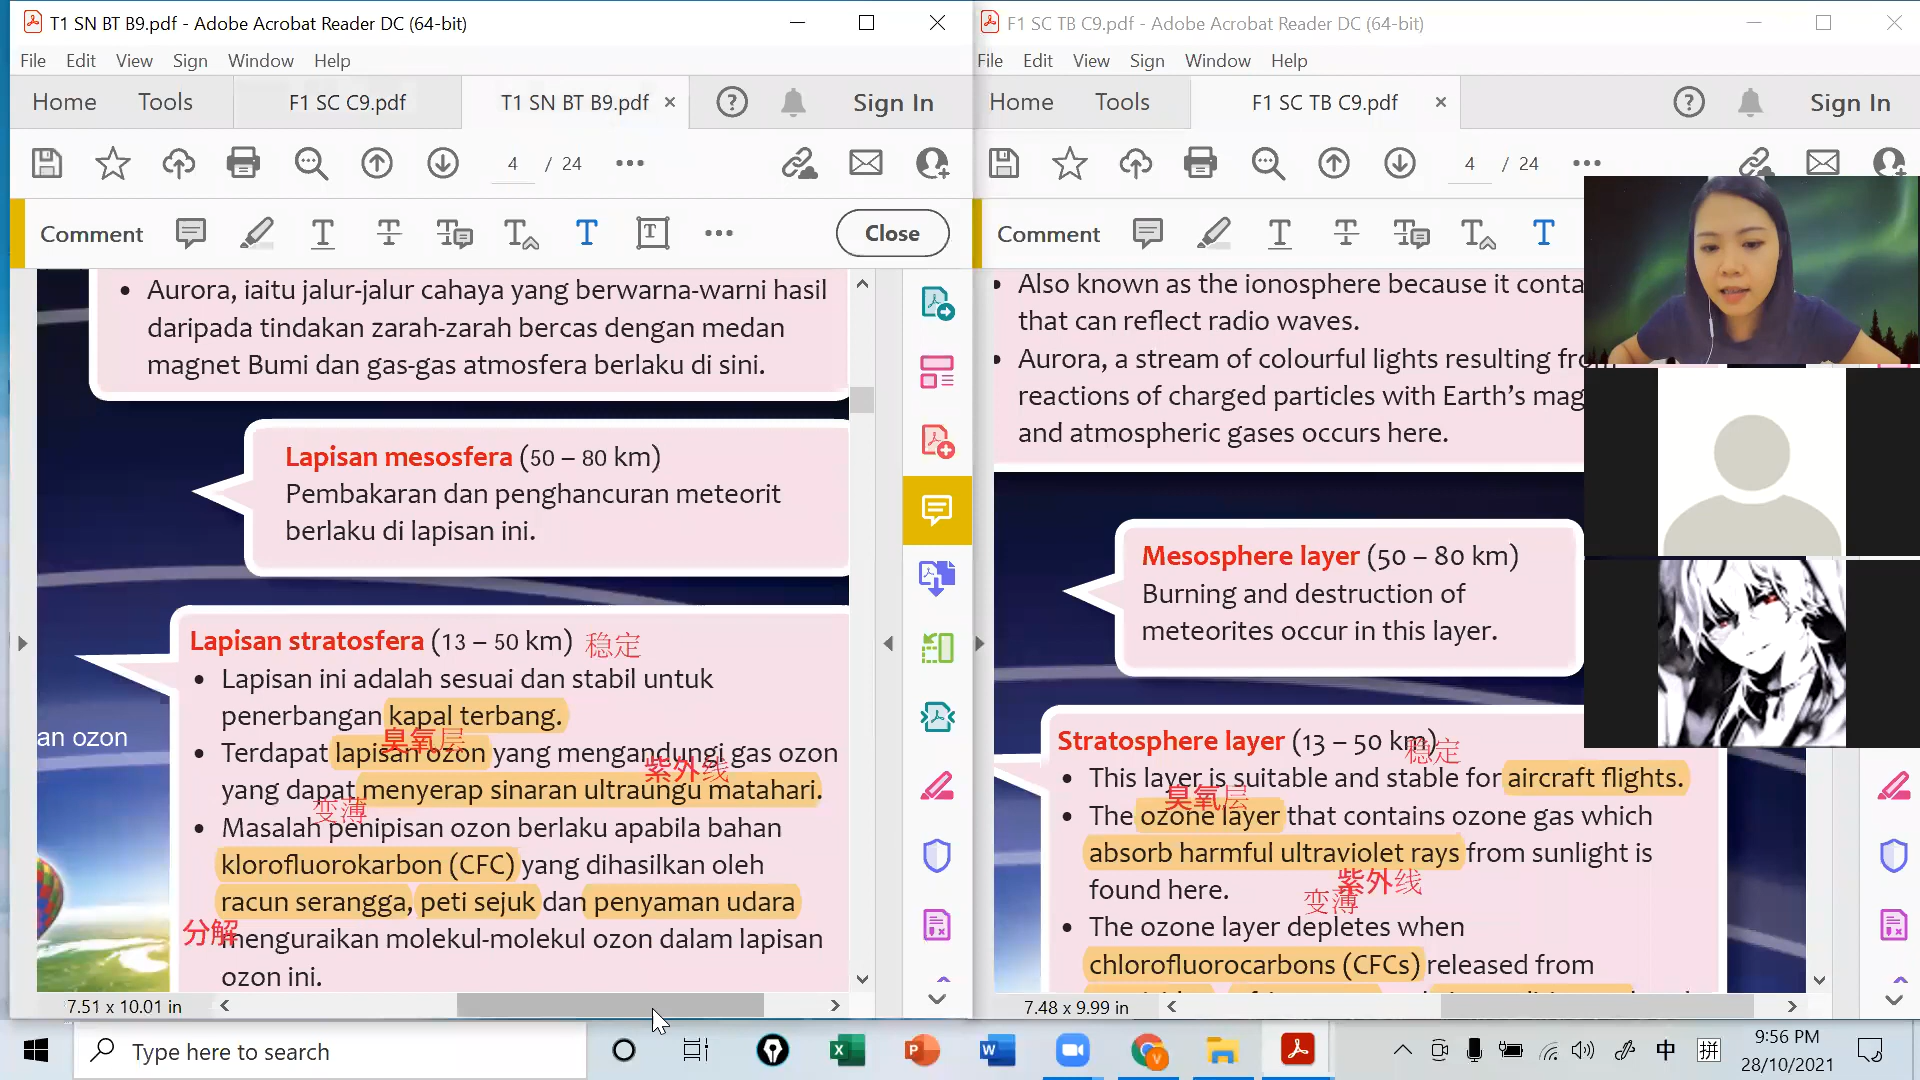 T1 SN BT B9.pdf - Adobe Acrobat Reader DC (64-bit)
File Edit View Sign Window Help
Home Tools F1 SC C9.pdf T1 SN BT B9.pdf × Sign In
4 / 24
Comment Close
Aurora, iaitu jalur-jalur cahaya yang berwarna-warni hasil
daripada tindakan zarah-zarah bercas dengan medan
magnet Bumi dan gas-gas atmosfera berlaku di sini.
Lapisan mesosfera (50 – 80 km)
Pembakaran dan penghancuran meteorit
berlaku di lapisan ini.
Lapisan stratosfera (13 – 50 km) 稳定
• Lapisan ini adalah sesuai dan stabil untuk
penerbangan kapal terbang.
臭氧层
• Terdapat lapisan ozon yang mengandungi gas ozon
紫外线
yang dapat menyerap sinaran ultraungu matahari.
变薄
• Masalah penipisan ozon berlaku apabila bahan
klorofluorokarbon (CFC) yang dihasilkan oleh
racun serangga, peti sejuk dan penyaman udara
分解
menguraikan molekul-molekul ozon dalam lapisan
ozon ini.
an ozon
7.51 x 10.01 in
F1 SC TB C9.pdf - Adobe Acrobat Reader DC (64-bit)
File Edit View Sign Window Help
Home Tools F1 SC TB C9.pdf × Sign In
4 / 24
Comment
• Also known as the ionosphere because it conta
that can reflect radio waves.
• Aurora, a stream of colourful lights resulting from
reactions of charged particles with Earth's mag
and atmospheric gases occurs here.
Mesosphere layer (50 – 80 km)
Burning and destruction of
meteorites occur in this layer.
Stratosphere layer (13 – 50 km)
稳定
• This layer is suitable and stable for aircraft flights.
臭氧层
• The ozone layer that contains ozone gas which
absorb harmful ultraviolet rays from sunlight is
紫外线
found here.
变薄
• The ozone layer depletes when
chlorofluorocarbons (CFCs) released from
7.48 x 9.99 in
Type here to search
中 拼
9:56 PM
28/10/2021